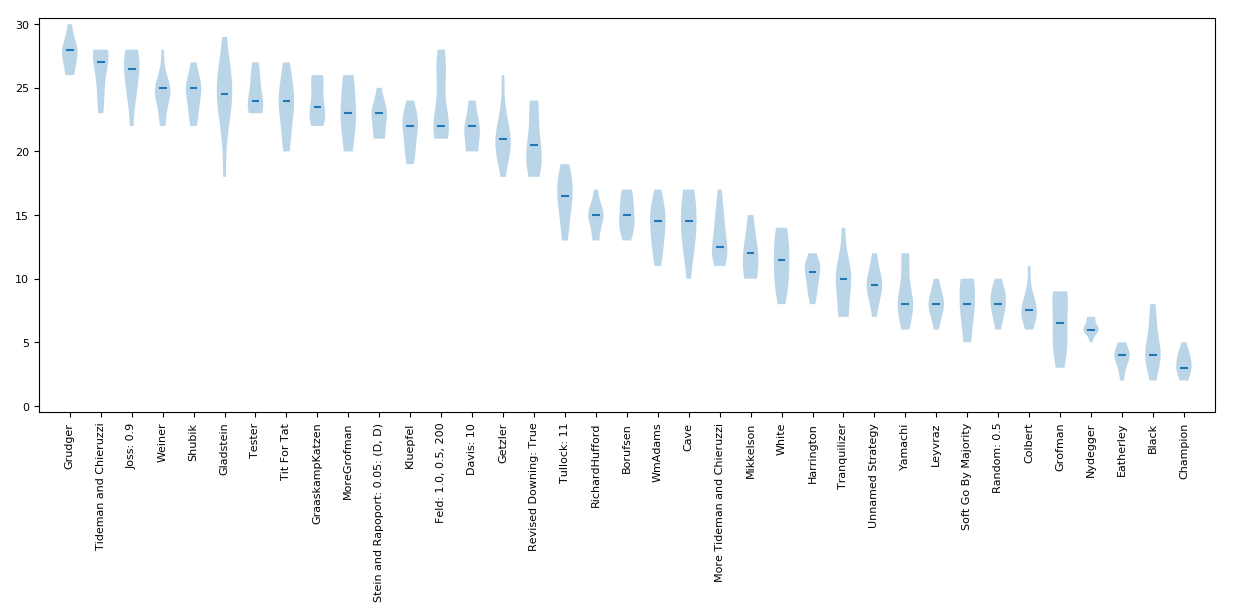 30
25
20
15
10
5
0
Grudger
Tideman and Chieruzzi
Joss: 0.9
Weiner
Shubik
Gladstein
Tester
Tit For Tat
GraaskampKatzen
MoreGrofman
Stein and Rapoport: 0.05: (D, D)
Kluepfel
Feld: 1.0, 0.5, 200
Davis: 10
Getzler
Revised Downing: True
Tullock: 11
RichardHufford
Borufsen
WmAdams
Cave
More Tideman and Chieruzzi
Mikkelson
White
Harrington
Tranquilizer
Unnamed Strategy
Yamachi
Leyvraz
Soft Go By Majority
Random: 0.5
Colbert
Grofman
Nydegger
Eatherley
Black
Champion